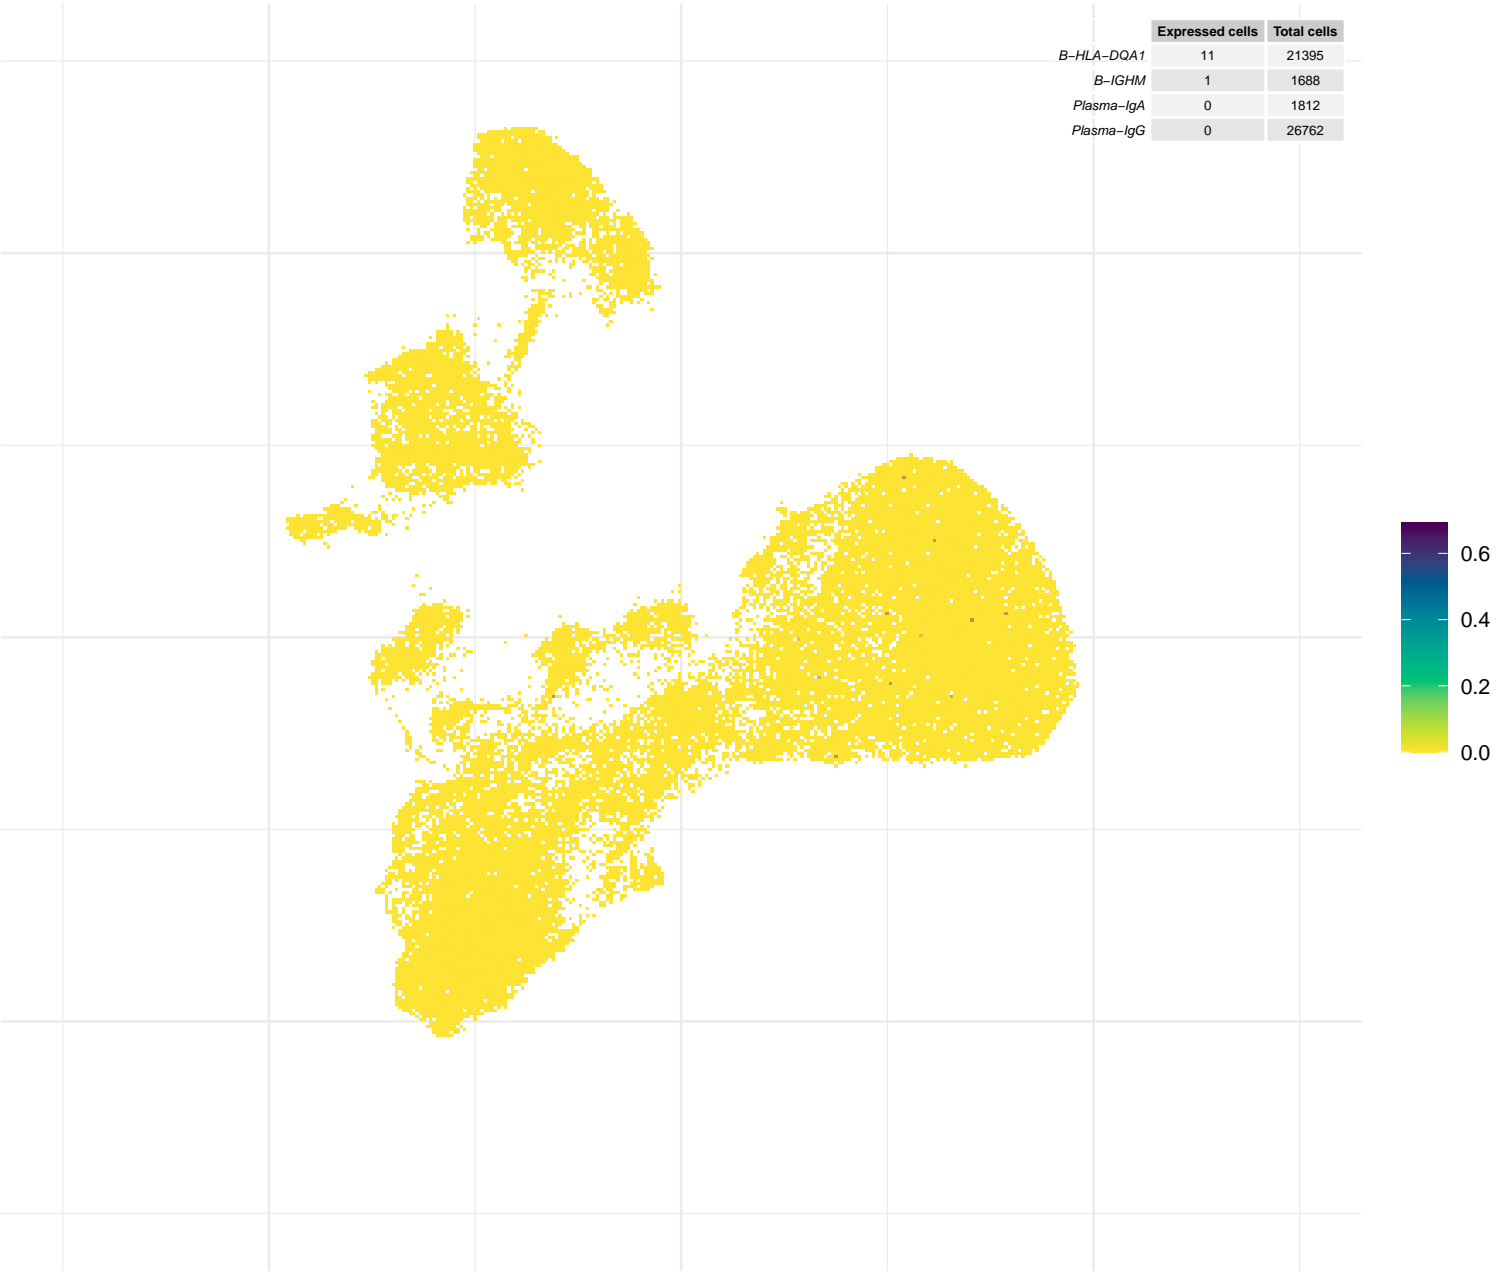 Expressed cells Total cells
B−HLA−DQA1 11 21395
B−IGHM 1 1688
Plasma−IgA 0 1812
Plasma−IgG 0 26762
0.6
0.4
0.2
0.0